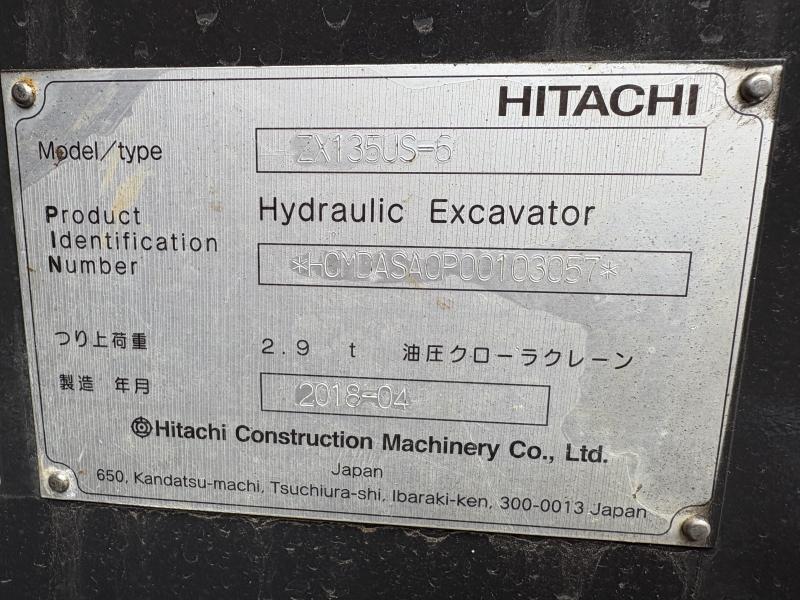 HITACHI
Model/type ZX135US-6
Product Identification Number
Hydraulic Excavator
*HCMDASA0P00103057*
つり上荷重 2.9 t 油圧クローラクレーン
製造 年月 2018-04
Hitachi Construction Machinery Co., Ltd.
Japan
650, Kandatsu-machi, Tsuchiura-shi, Ibaraki-ken, 300-0013 Japan